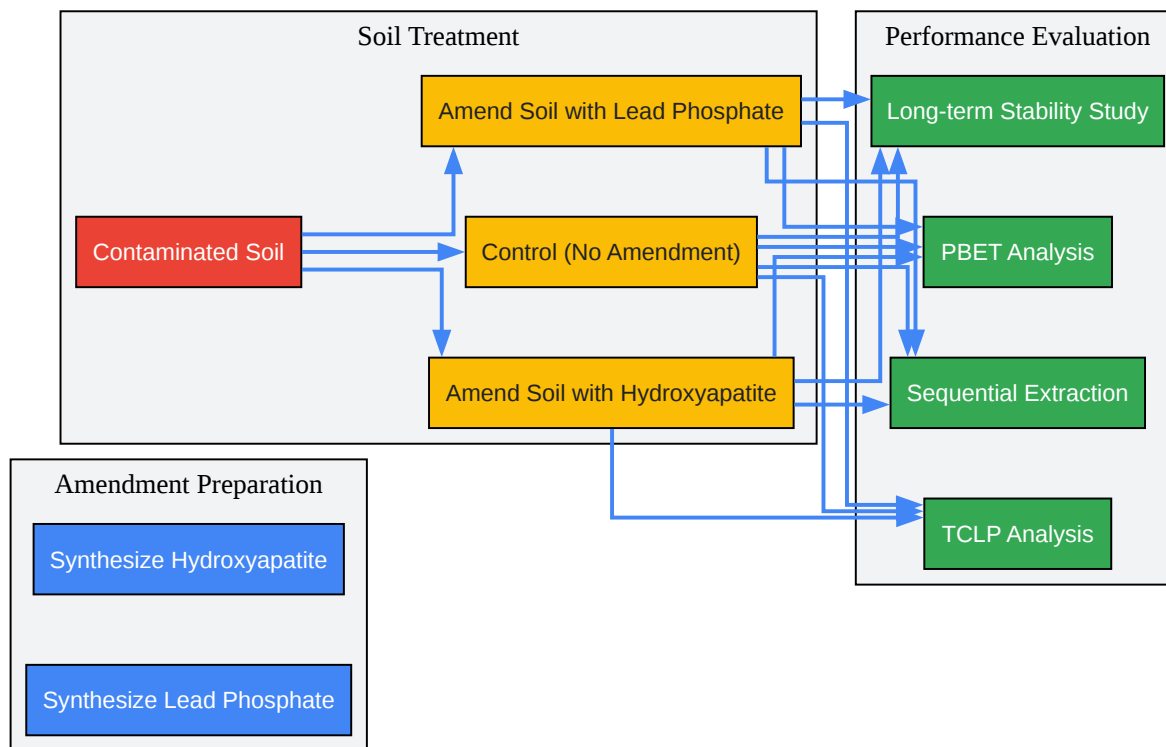 Soil Treatment
Performance Evaluation
Amend Soil with Lead Phosphate
Long-term Stability Study
Contaminated Soil
Control (No Amendment)
PBET Analysis
Amend Soil with Hydroxyapatite
Sequential Extraction
Amendment Preparation
TCLP Analysis
Synthesize Hydroxyapatite
Synthesize Lead Phosphate